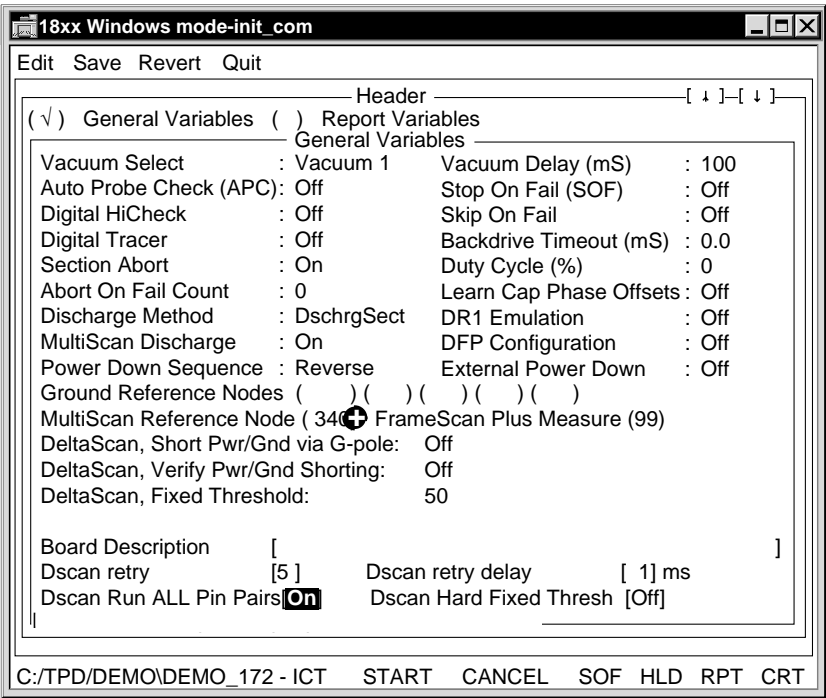 18xx Windows mode-init_com
Edit Save Revert Quit
Header [ ↓ ]–[ ↓ ]
( √ ) General Variables ( ) Report Variables
General Variables
Vacuum Select : Vacuum 1 Vacuum Delay (mS) : 100
Auto Probe Check (APC): Off Stop On Fail (SOF) : Off
Digital HiCheck : Off Skip On Fail : Off
Digital Tracer : Off Backdrive Timeout (mS) : 0.0
Section Abort : On Duty Cycle (%) : 0
Abort On Fail Count : 0 Learn Cap Phase Offsets : Off
Discharge Method : DschrgSect DR1 Emulation : Off
MultiScan Discharge : On DFP Configuration : Off
Power Down Sequence : Reverse External Power Down : Off
Ground Reference Nodes ( ) ( ) ( ) ( ) ( )
MultiScan Reference Node ( 340 FrameScan Plus Measure (99)
DeltaScan, Short Pwr/Gnd via G-pole: Off
DeltaScan, Verify Pwr/Gnd Shorting: Off
DeltaScan, Fixed Threshold: 50
Board Description [ ]
Dscan retry [5 ] Dscan retry delay [ 1] ms
Dscan Run ALL Pin Pairs[On] Dscan Hard Fixed Thresh [Off]
C:/TPD/DEMO\DEMO_172 - ICT START CANCEL SOF HLD RPT CRT